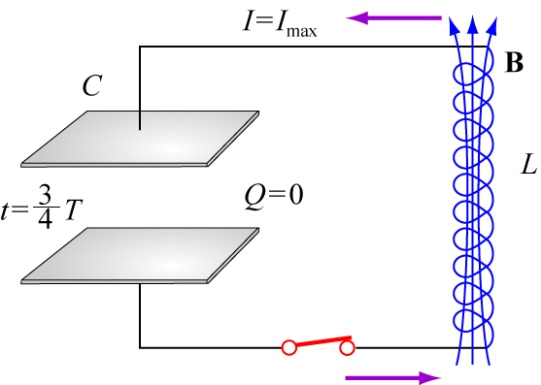 I=I_max
B
C
L
t=3/4 T
Q=0